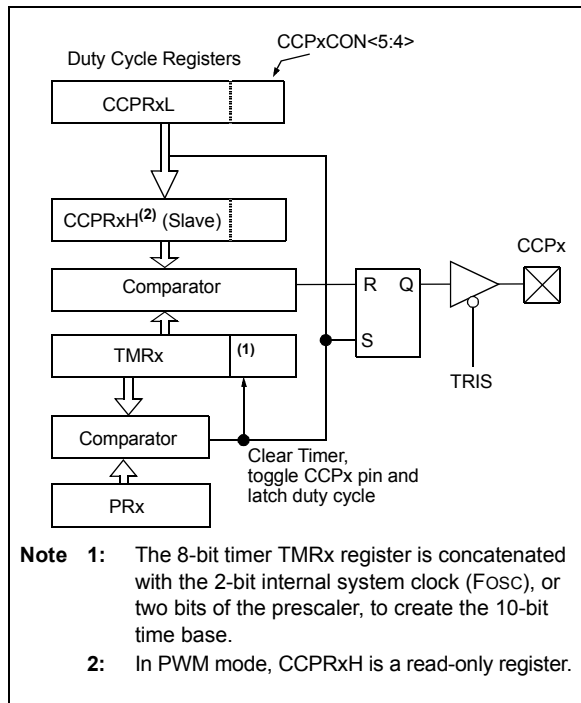 CCPxCON<5:4>
Duty Cycle Registers
CCPRxL
CCPRxH(2) (Slave)
CCPx
Comparator
R Q
TMRx
(1)
S
TRIS
Comparator
Clear Timer,
toggle CCPx pin and
latch duty cycle
PRx
Note 1: The 8-bit timer TMRx register is concatenated
with the 2-bit internal system clock (FOSC), or
two bits of the prescaler, to create the 10-bit
time base.
2: In PWM mode, CCPRxH is a read-only register.